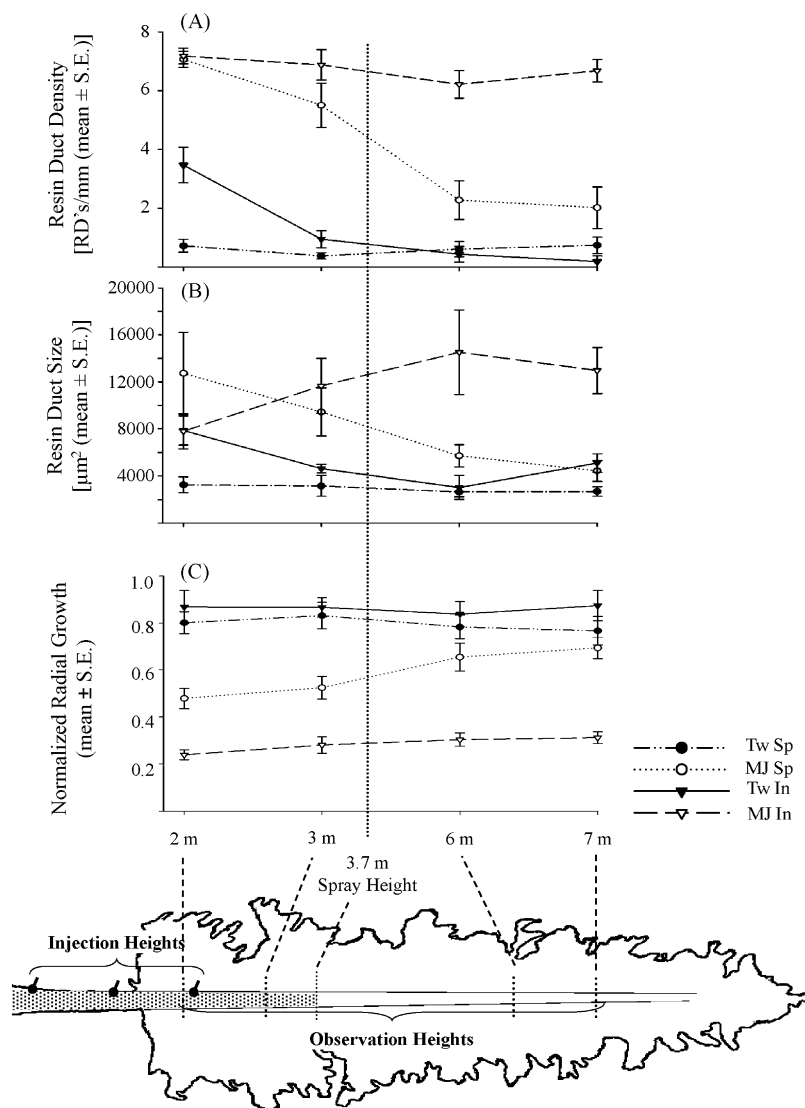 (A)
Resin Duct Density
[RD's/mm (mean ± S.E.)]
8
6
4
2
(B)
Resin Duct Size
[µm² (mean ± S.E.)]
20000
16000
12000
8000
4000
(C)
Normalized Radial Growth
(mean ± S.E.)
1.0
0.8
0.6
0.4
0.2
Tw Sp
MJ Sp
Tw In
MJ In
2 m
3 m
6 m
7 m
3.7 m
Spray Height
Injection Heights
Observation Heights